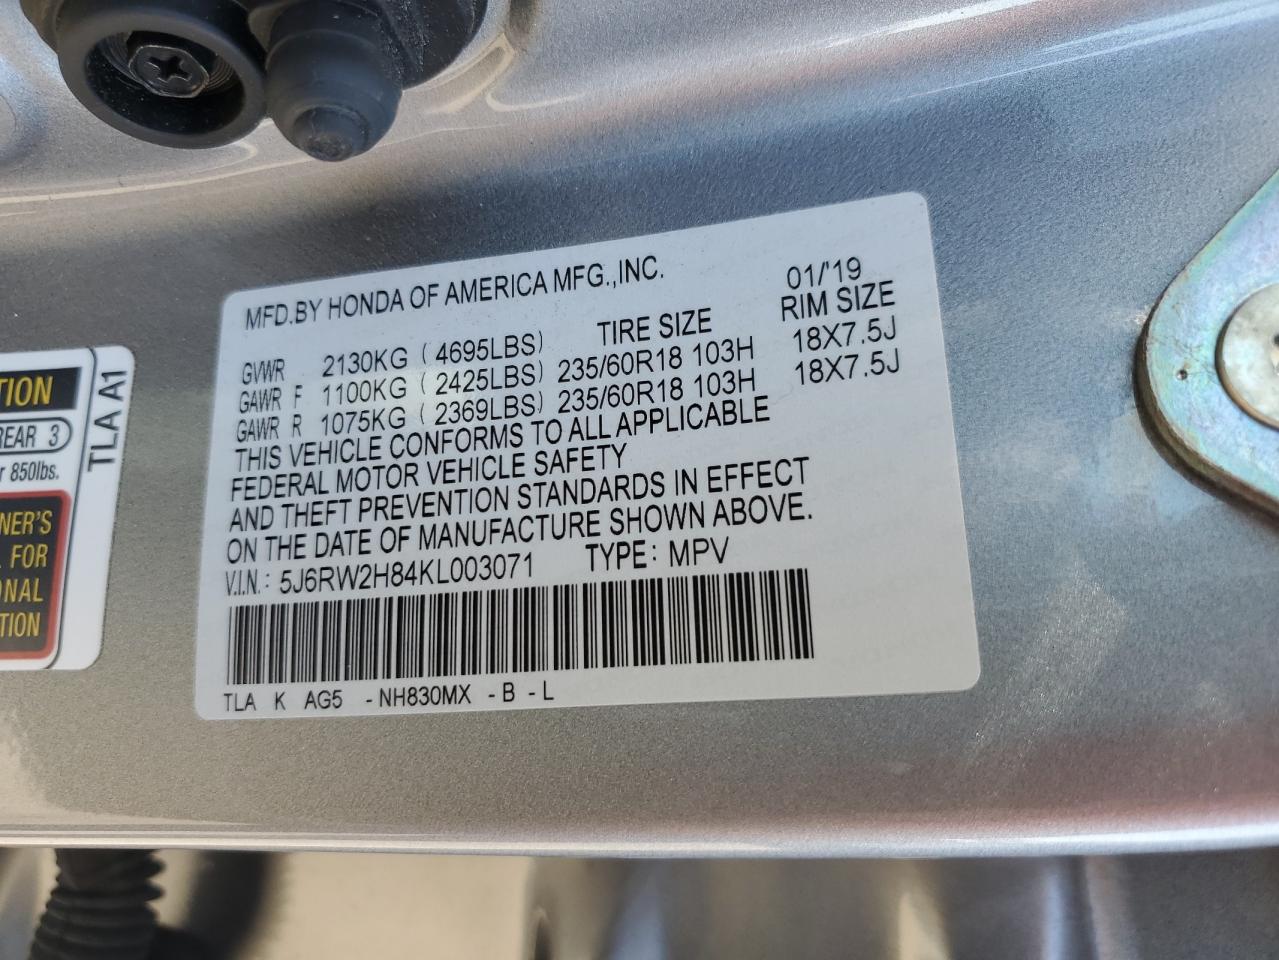 MFD.BY HONDA OF AMERICA MFG.,INC. 01/'19
TIRE SIZE RIM SIZE
GVWR 2130KG ( 4695LBS)
GAWR F 1100KG ( 2425LBS) 235/60R18 103H 18X7.5J
GAWR R 1075KG ( 2369LBS) 235/60R18 103H 18X7.5J
THIS VEHICLE CONFORMS TO ALL APPLICABLE
FEDERAL MOTOR VEHICLE SAFETY
AND THEFT PREVENTION STANDARDS IN EFFECT
ON THE DATE OF MANUFACTURE SHOWN ABOVE.
V.I.N.: 5J6RW2H84KL003071 TYPE: MPV
TLA K AG5 -NH830MX -B -L
TION
REAR 3
850lbs.
NER'S
FOR
NAL
TION
TLA A1